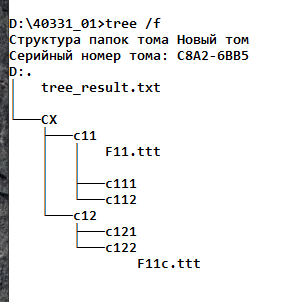 D:\40331_01>tree /f
Структура папок тома Новый том
Серийный номер тома: C8A2-6BB5
D:.
│   tree_result.txt
│
└───CX
    ├───c11
    │   │   F11.ttt
    │   │
    │   ├───c111
    │   └───c112
    └───c12
        ├───c121
        └───c122
                F11c.ttt